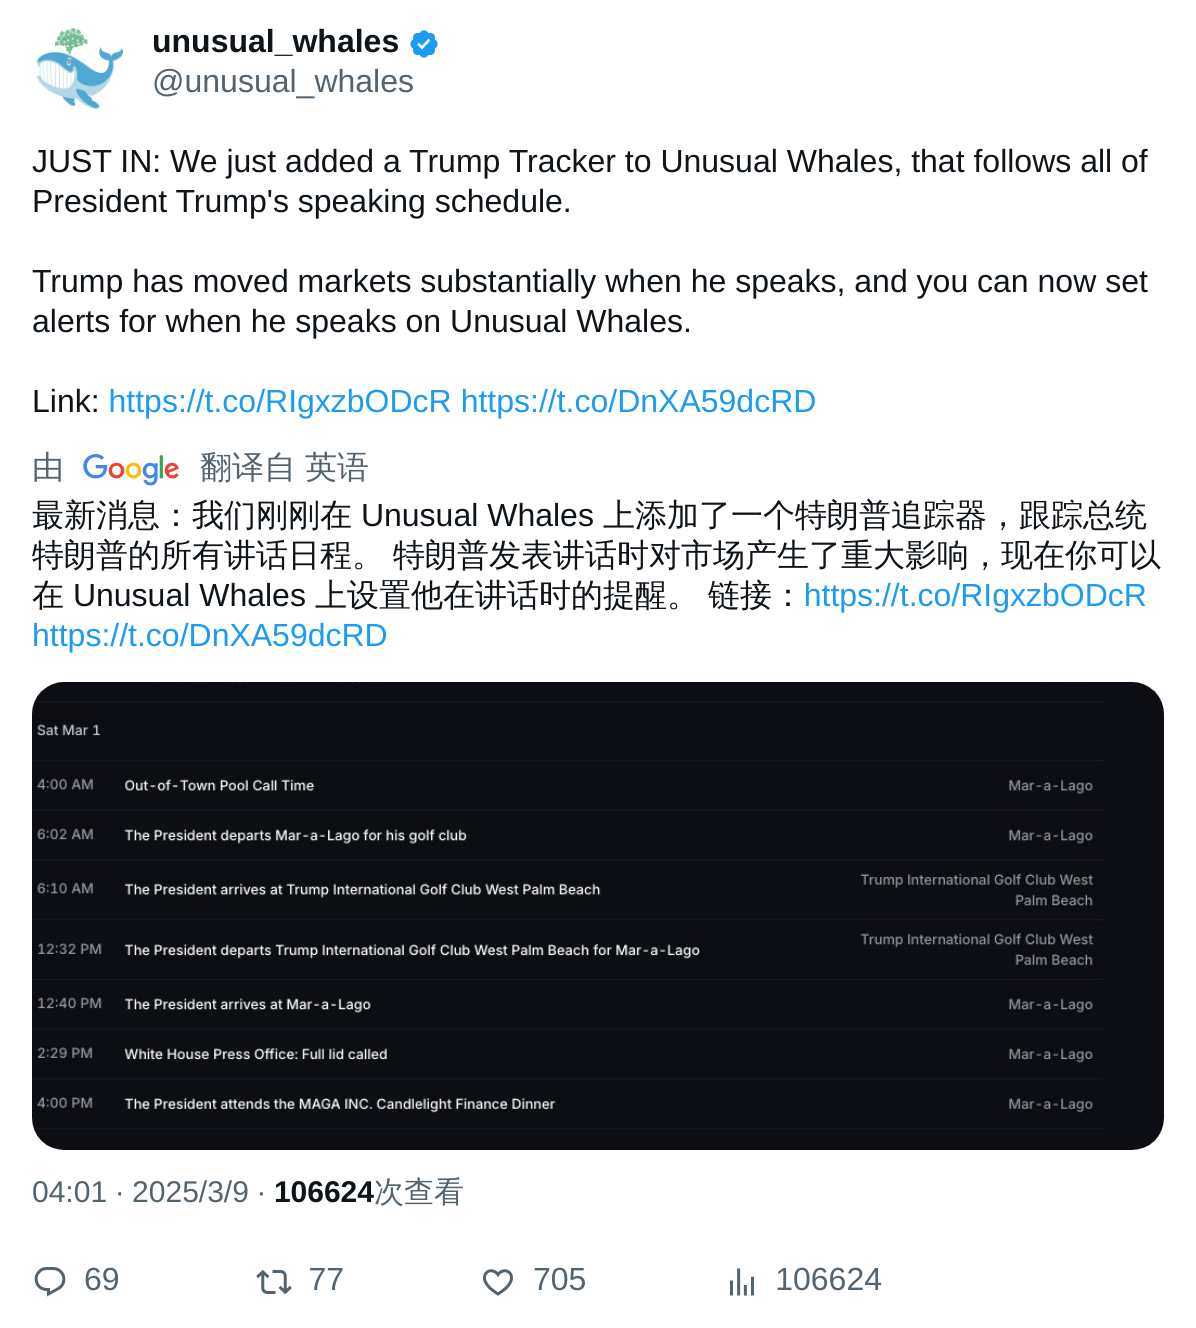 unusual_whales
@unusual_whales
JUST IN: We just added a Trump Tracker to Unusual Whales, that follows all of
President Trump's speaking schedule.
Trump has moved markets substantially when he speaks, and you can now set
alerts for when he speaks on Unusual Whales.
Link: https://t.co/RIgxzbODcR https://t.co/DnXA59dcRD
由 Google 翻译自 英语
最新消息：我们刚刚在 Unusual Whales 上添加了一个特朗普追踪器，跟踪总统
特朗普的所有讲话日程。 特朗普发表讲话时对市场产生了重大影响，现在你可以
在 Unusual Whales 上设置他在讲话时的提醒。 链接：https://t.co/RIgxzbODcR
https://t.co/DnXA59dcRD
Sat Mar 1
4:00 AM Out-of-Town Pool Call Time Mar-a-Lago
6:02 AM The President departs Mar-a-Lago for his golf club Mar-a-Lago
6:10 AM The President arrives at Trump International Golf Club West Palm Beach Trump International Golf Club West
Palm Beach
12:32 PM The President departs Trump International Golf Club West Palm Beach for Mar-a-Lago Trump International Golf Club West
Palm Beach
12:40 PM The President arrives at Mar-a-Lago Mar-a-Lago
2:29 PM White House Press Office: Full lid called Mar-a-Lago
4:00 PM The President attends the MAGA INC. Candlelight Finance Dinner Mar-a-Lago
04:01 · 2025/3/9 · 106624次查看
69 77 705 106624